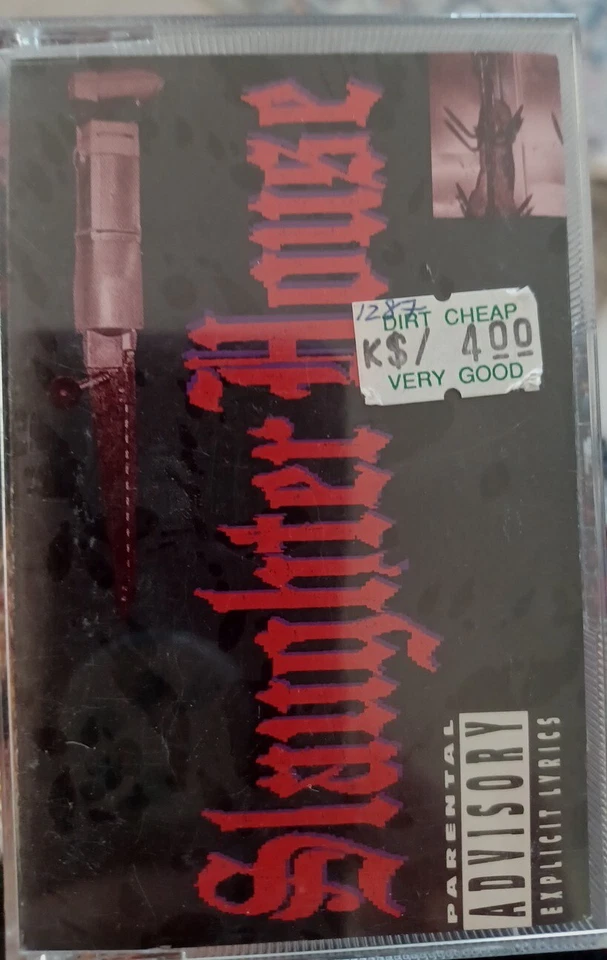 Slaughter House
1287
DIRT CHEAP
K$/ 4 00
VERY GOOD
PARENTAL
ADVISORY
EXPLICIT LYRICS